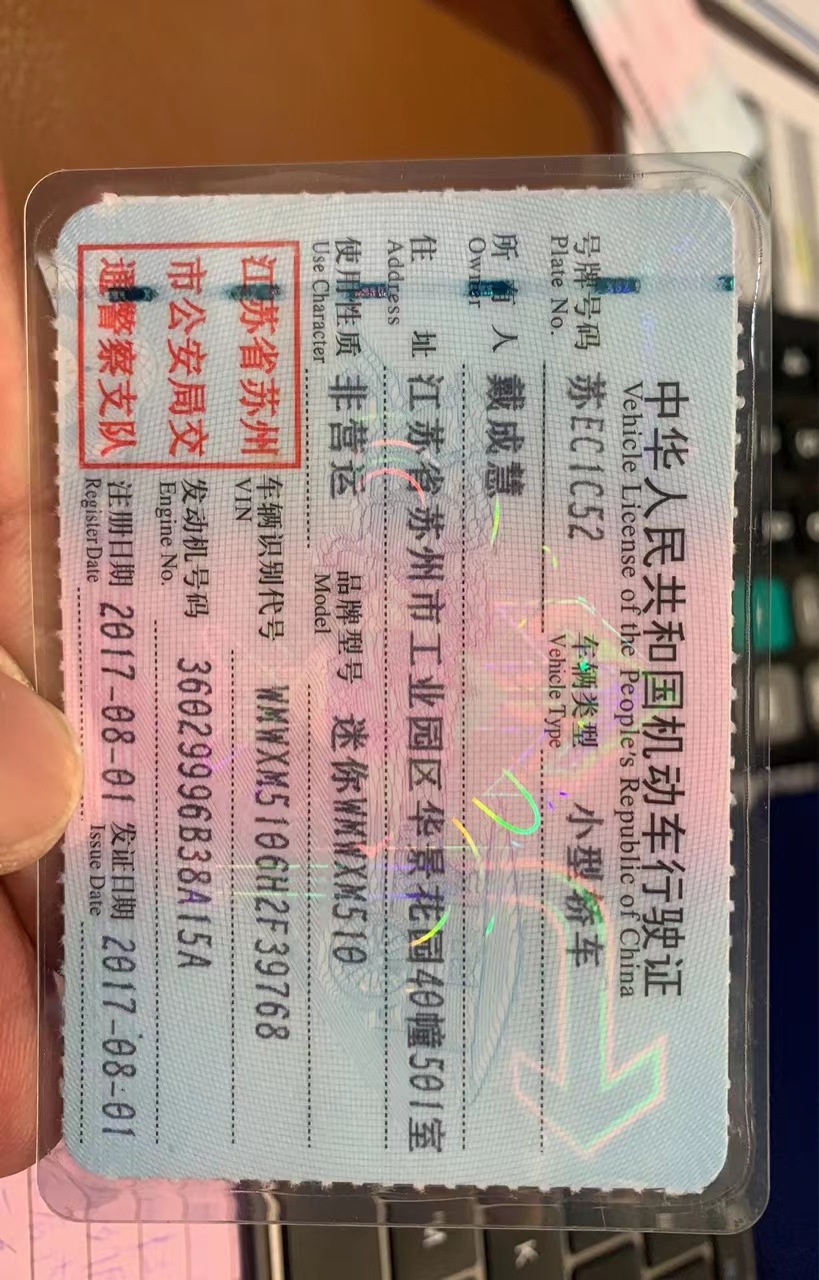 中华人民共和国机动车行驶证
Vehicle License of the People's Republic of China
号牌号码 苏EC1C52 车辆类型 小型轿车
Plate No. Vehicle Type
所有人 戴成慧
Owner
住址 江苏省苏州市工业园区华景花园40幢501室
Address
使用性质 非营运 品牌型号 迷你WMWXM510
Use Character Model
江苏省苏州
市公安局交
通警察支队
车辆识别代号 WMWXM5106H2F39768
VIN
发动机号码 36029996B38A15A
Engine No.
注册日期 2017-08-01 发证日期 2017-08-01
Register Date Issue Date
K